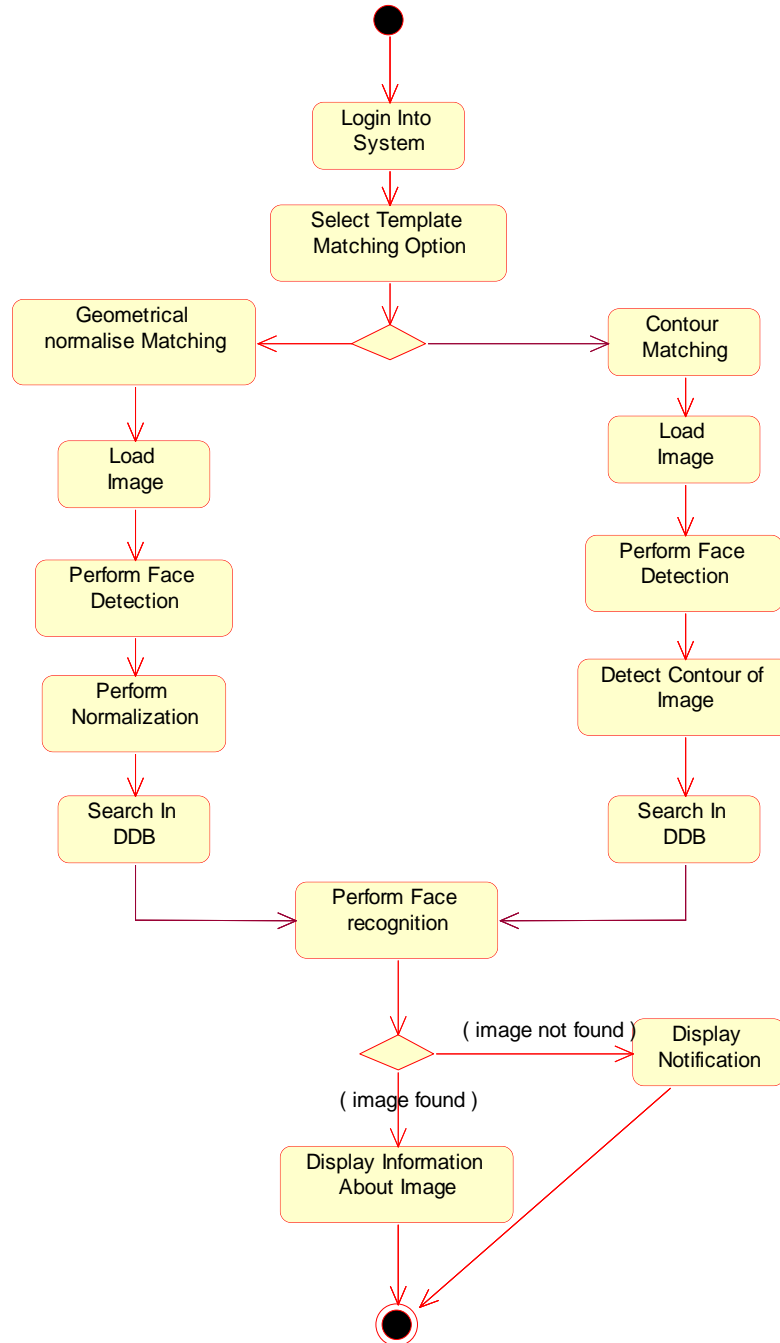 Login Into
System
Select Template
Matching Option
Geometrical
normalise Matching
Contour
Matching
Load
Image
Load
Image
Perform Face
Detection
Perform Face
Detection
Perform
Normalization
Detect Contour of
Image
Search In
DDB
Search In
DDB
Perform Face
recognition
( image not found )
Display
Notification
( image found )
Display Information
About Image